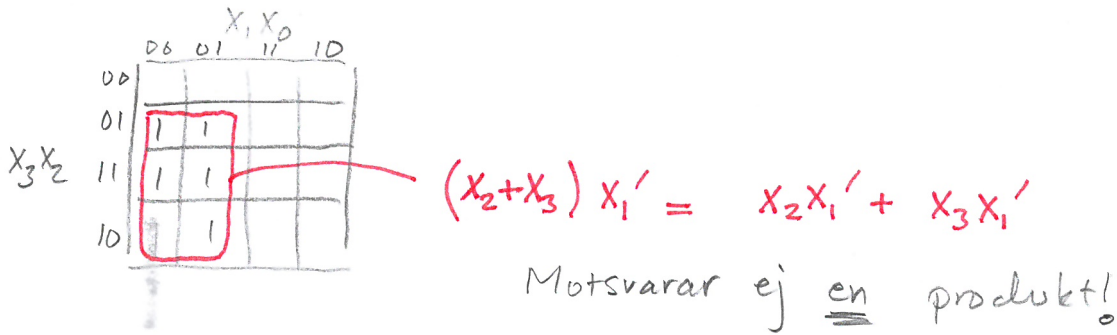 X₁X₀
00 01 11 10
00
01 1 1
X₃X₂ 11 1 1
10 1
(X₂+X₃) X₁′ = X₂X₁′ + X₃X₁′
Motsvarar ej en produkt!